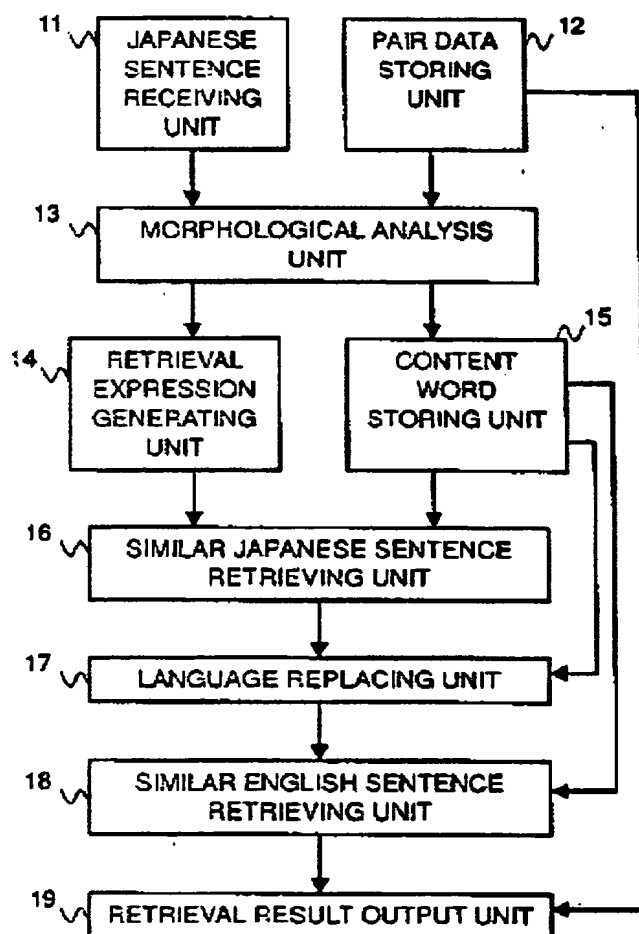 11
JAPANESE
SENTENCE
RECEIVING
UNIT
12
PAIR DATA
STORING
UNIT
13
MORPHOLOGICAL ANALYSIS
UNIT
14
RETRIEVAL
EXPRESSION
GENERATING
UNIT
15
CONTENT
WORD
STORING UNIT
16
SIMILAR JAPANESE SENTENCE
RETRIEVING UNIT
17
LANGUAGE REPLACING UNIT
18
SIMILAR ENGLISH SENTENCE
RETRIEVING UNIT
19
RETRIEVAL RESULT OUTPUT UNIT